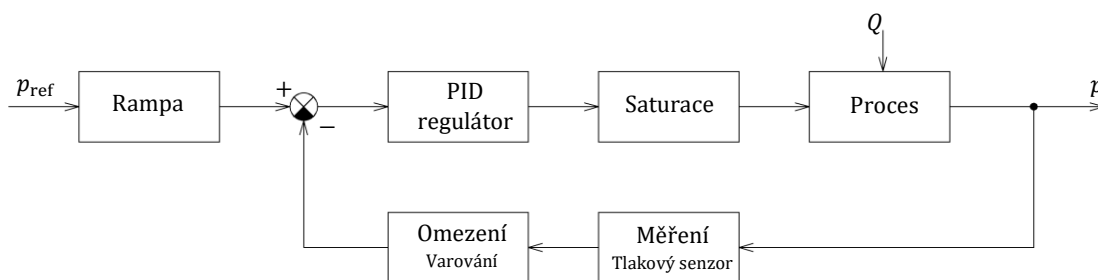 Q
p_ref
Rampa
+
−
PID
regulátor
Saturace
Proces
p
Omezení
Varování
Měření
Tlakový senzor